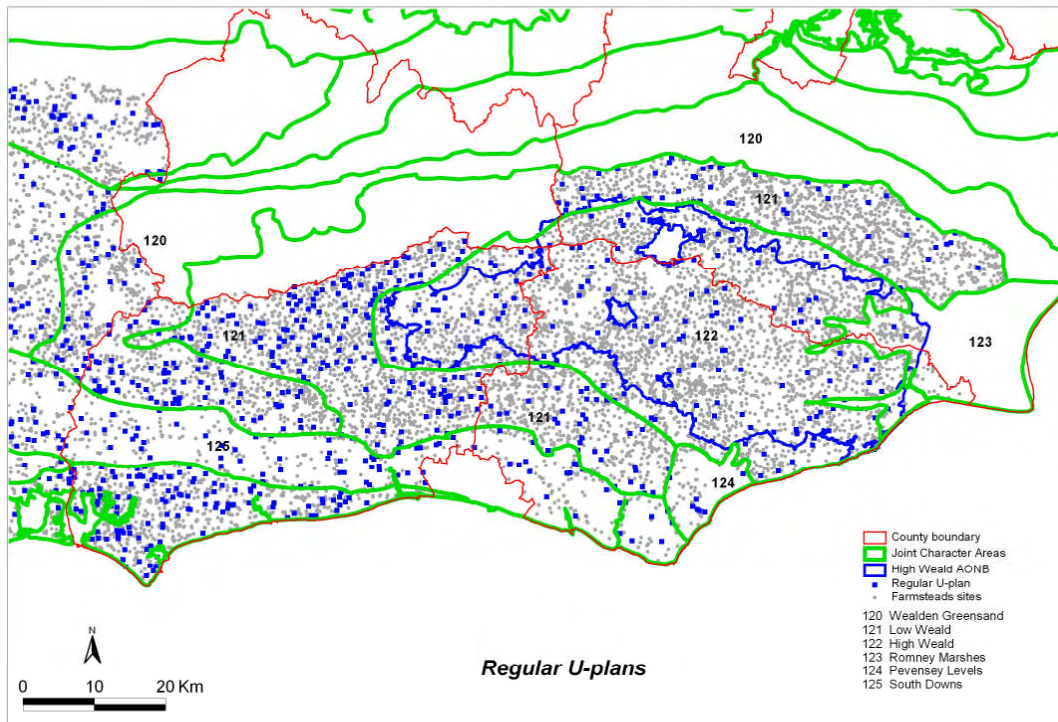 120
121
120
121
122
123
121
125
124
County boundary
Joint Character Areas
High Weald AONB
Regular U-plan
Farmsteads sites
120 Wealden Greensand
121 Low Weald
122 High Weald
123 Romney Marshes
124 Pevensey Levels
125 South Downs
N
Regular U-plans
0 10 20 Km